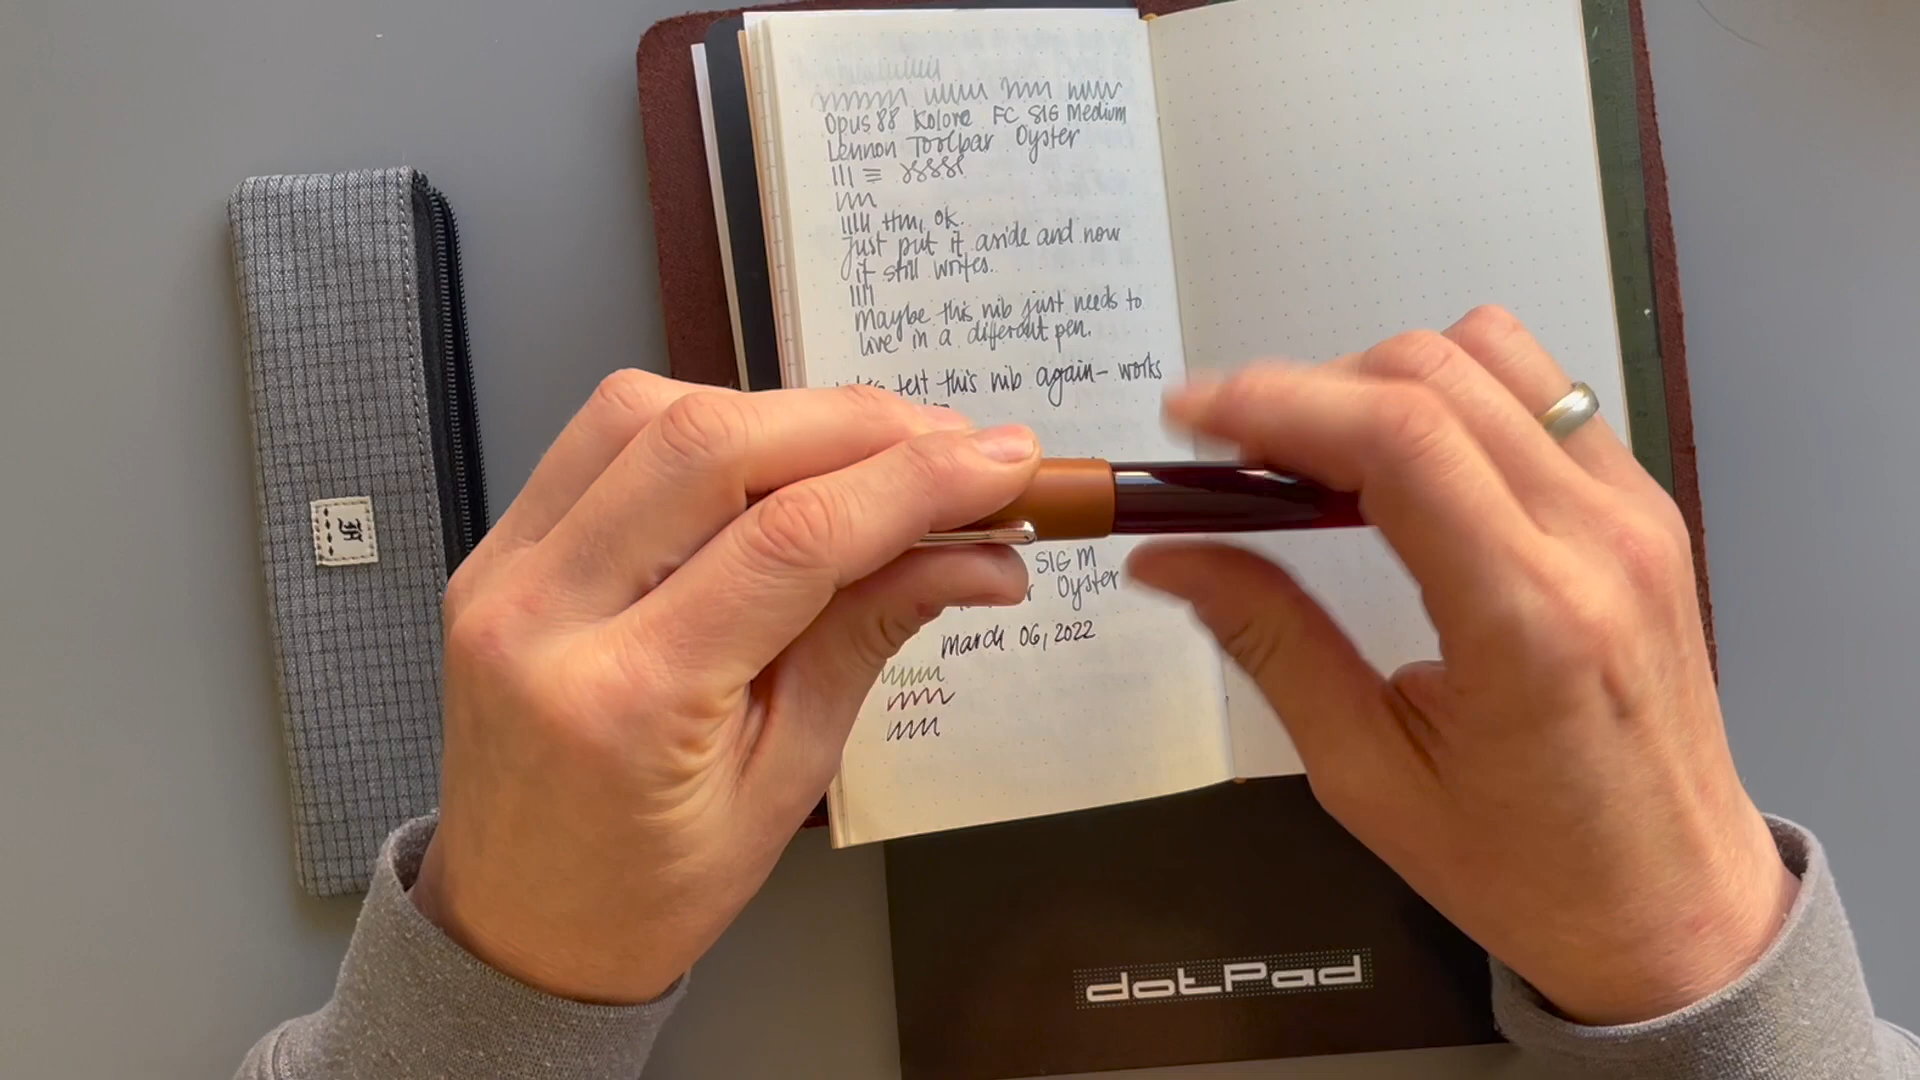 Opus 88 Kolora FC SIG Medium
Lennon Toolbar Oyster
Hm, ok.
Just put it aside and now
it still writes.
Maybe this nib just needs to
live in a different pen.
test this nib again- works
SIG M
Oyster
March 06, 2022
dotPad